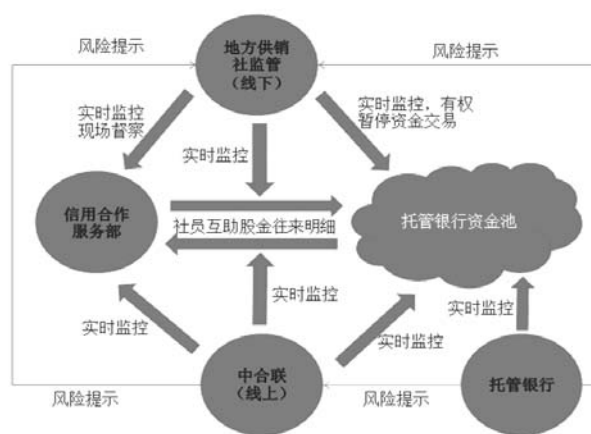 风险提示
地方供销
社监管
（线下）
风险提示
实时监控
现场督察
实时监控，有权
暂停资金交易
实时监控
信用合作
服务部
社员互助股金往来明细
托管银行资金池
实时监控
实时监控
实时监控
实时监控
中合联
（线上）
托管银行
风险提示
风险提示